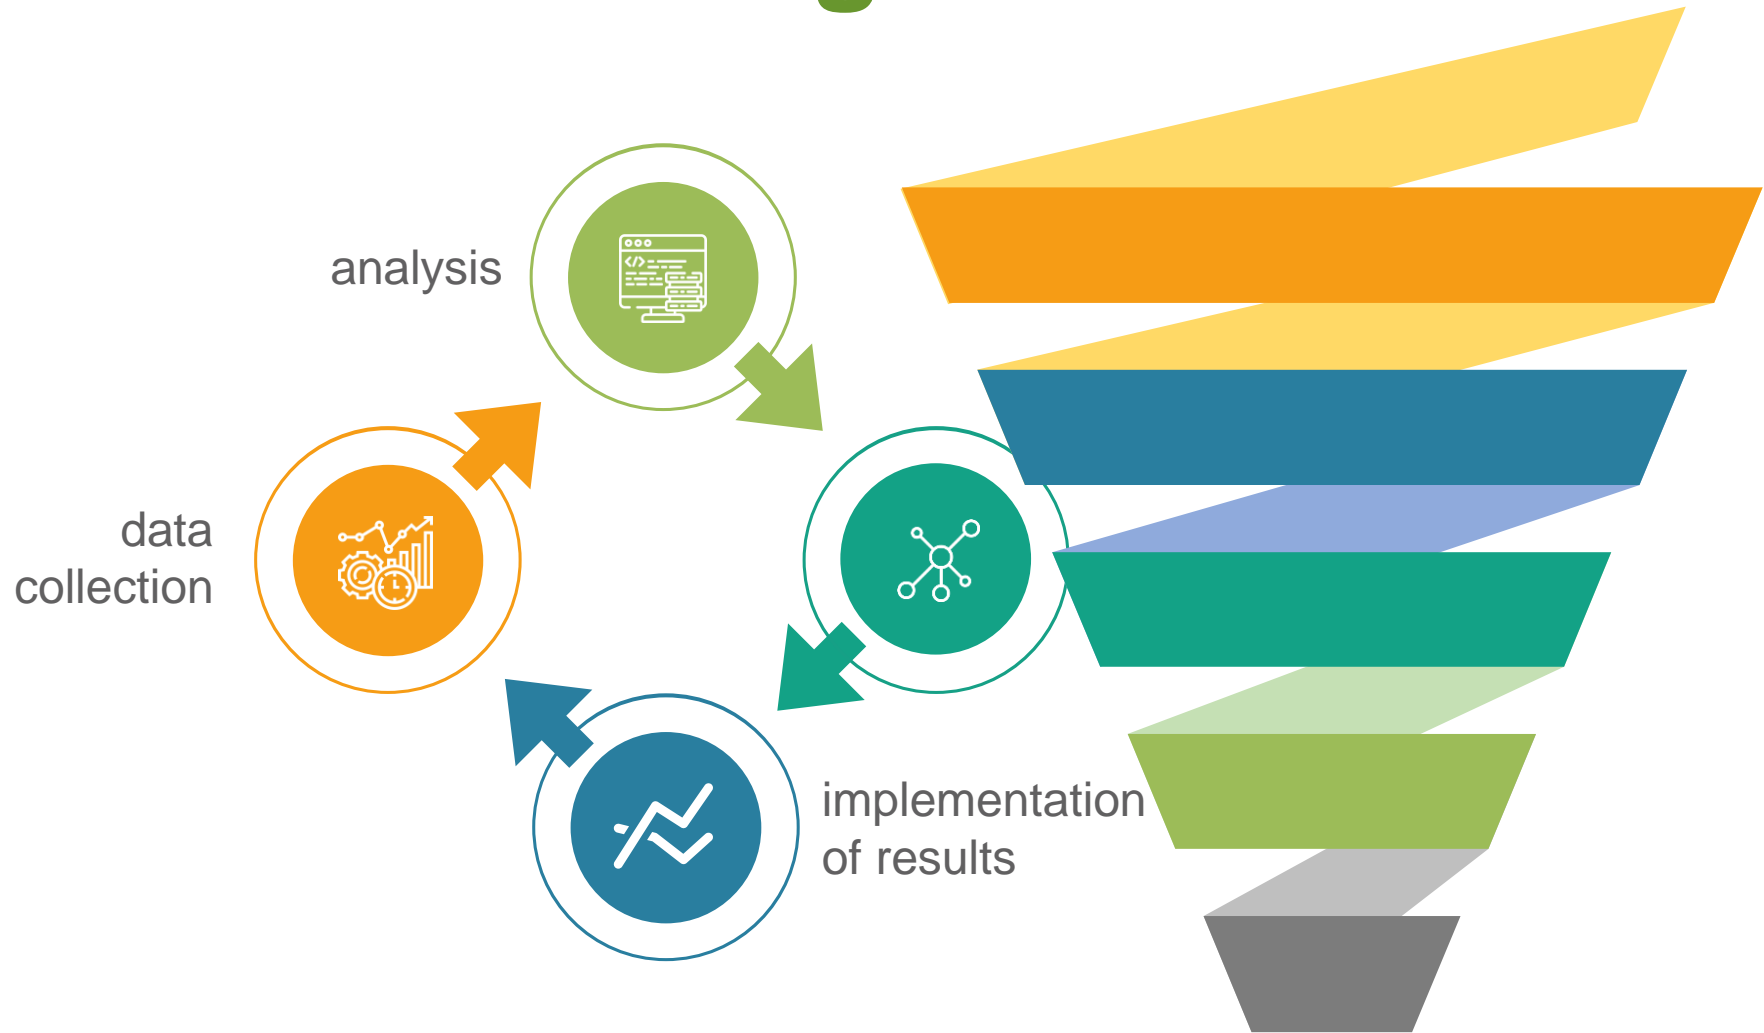 analysis
data
collection
implementation
of results